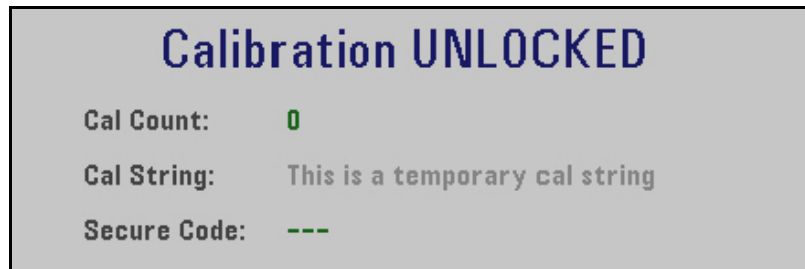 Calibration UNLOCKED
Cal Count: 0
Cal String: This is a temporary cal string
Secure Code: ---